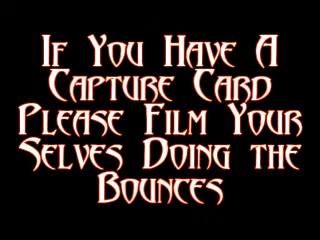 If You Have A
Capture Card
Please Film Your
Selves Doing the
Bounces